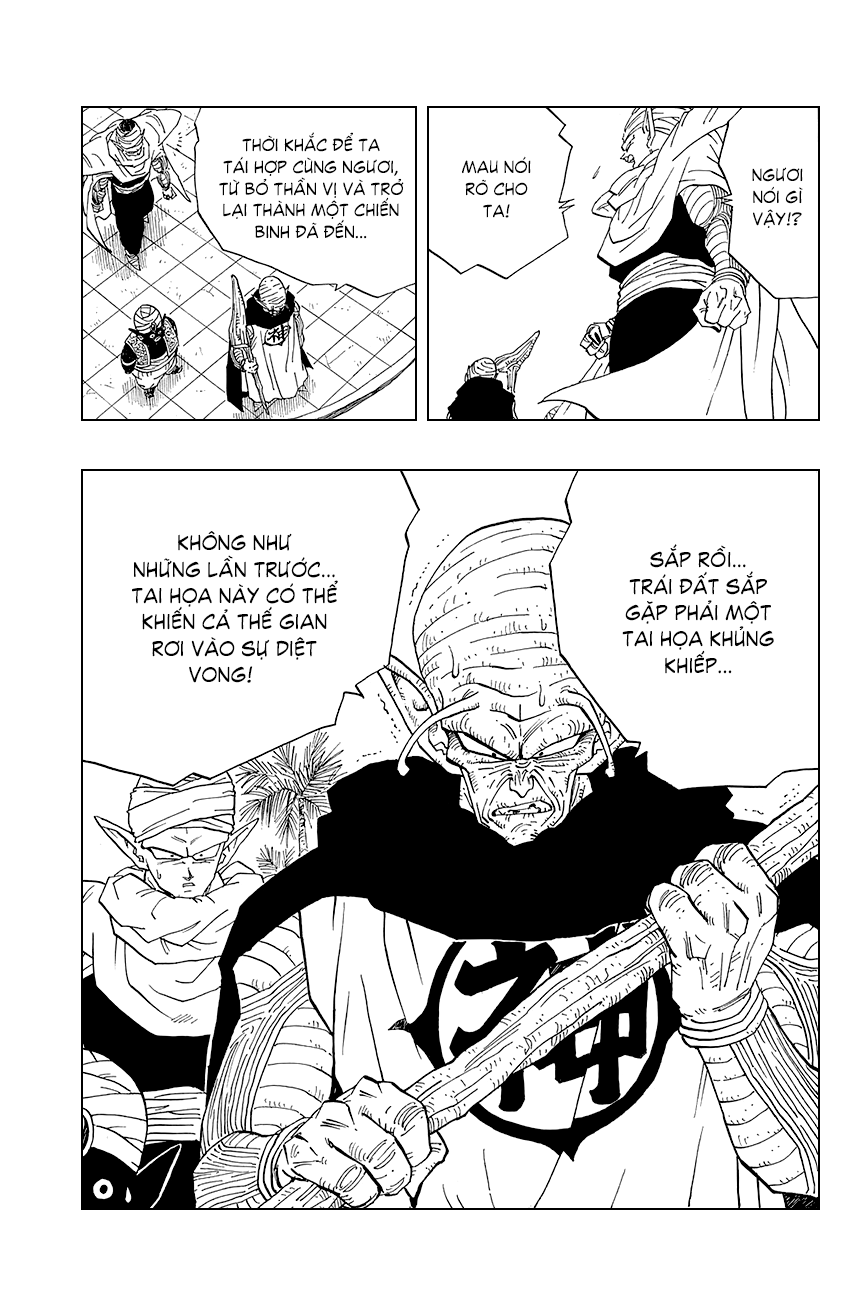 NGƯƠI
NÓI GÌ
VẬY!?
MAU NÓI
RÕ CHO
TA!
THỜI KHẮC ĐỂ TA
TÁI HỢP CÙNG NGƯƠI,
TỪ BỎ THẦN VỊ VÀ TRỞ
LẠI THÀNH MỘT CHIẾN
BINH ĐÃ ĐẾN...
神
SẮP RỒI...
TRÁI ĐẤT SẮP
GẶP PHẢI MỘT
TAI HỌA KHỦNG
KHIẾP...
KHÔNG NHƯ
NHỮNG LẦN TRƯỚC...
TAI HỌA NÀY CÓ THỂ
KHIẾN CẢ THẾ GIAN
RƠI VÀO SỰ DIỆT
VONG!
神